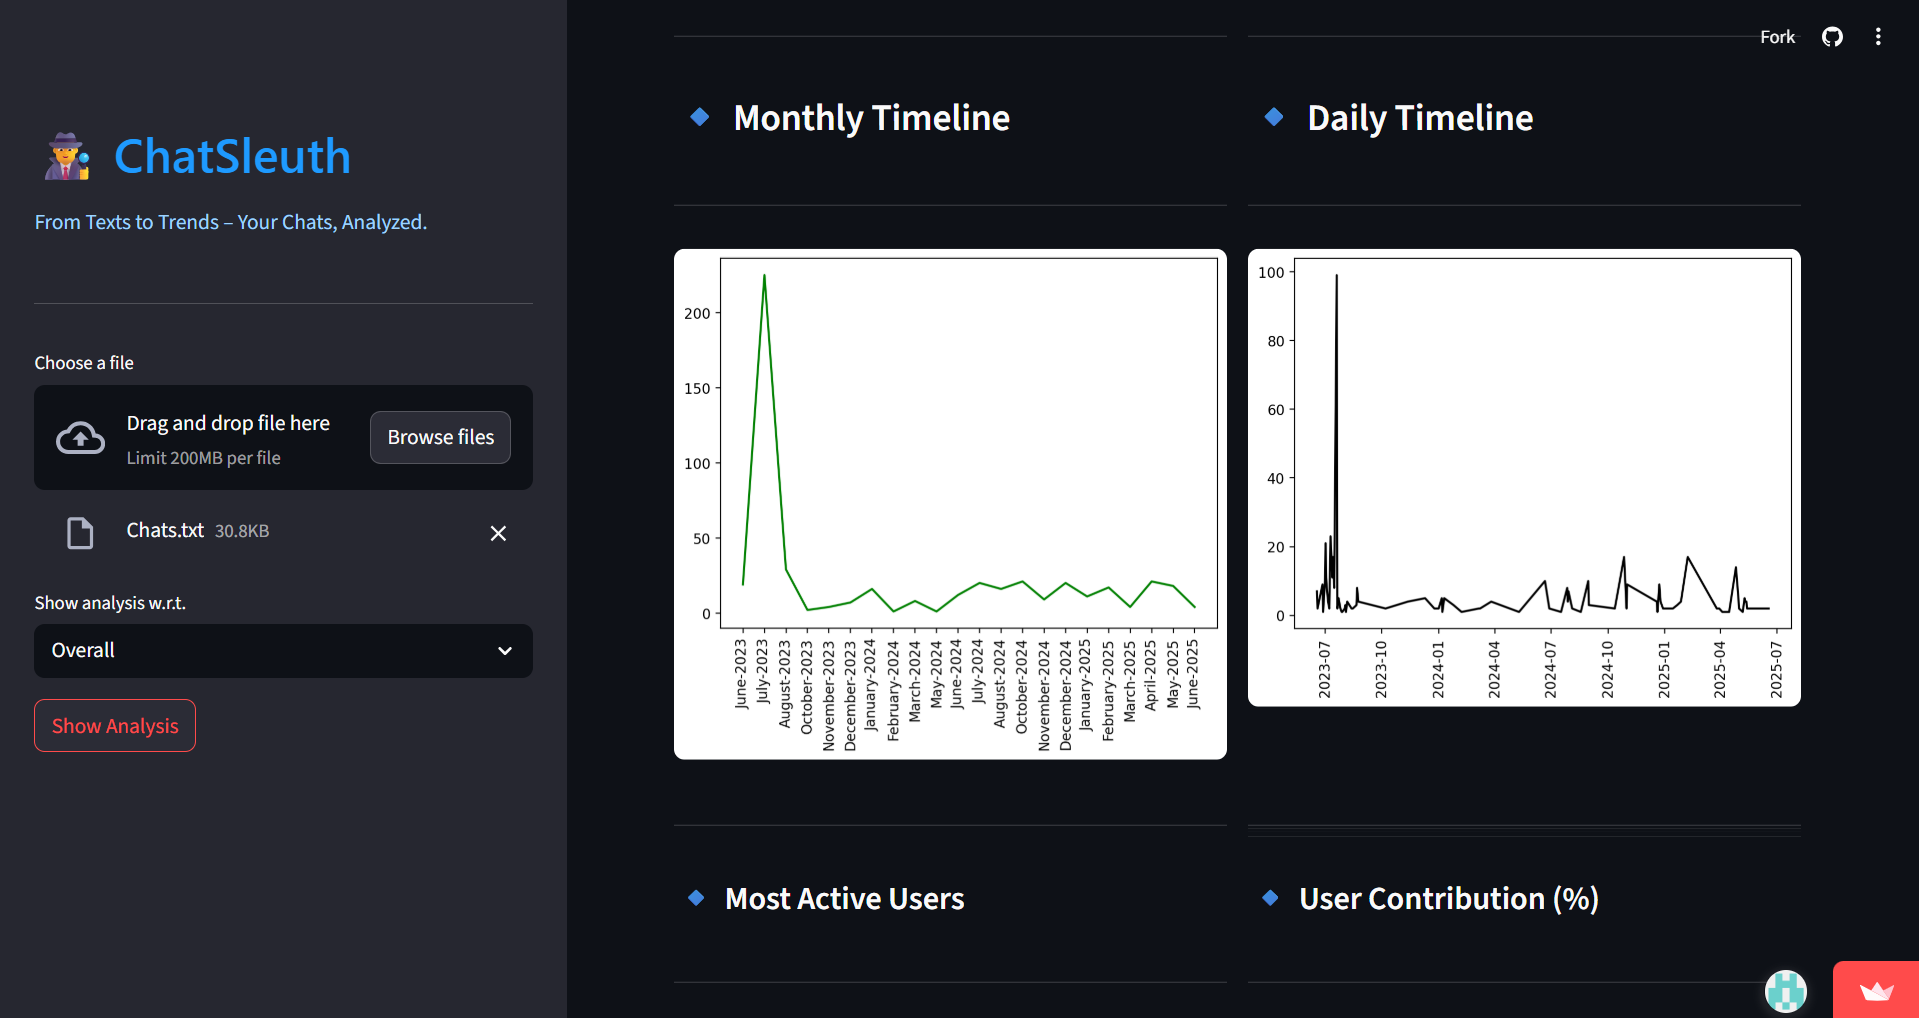 Fork
ChatSleuth
From Texts to Trends – Your Chats, Analyzed.
Choose a file
Drag and drop file here
Limit 200MB per file
Browse files
Chats.txt 30.8KB
Show analysis w.r.t.
Overall
Show Analysis
Monthly Timeline
200
150
100
50
0
June-2023
July-2023
August-2023
October-2023
November-2023
December-2023
January-2024
February-2024
March-2024
May-2024
June-2024
July-2024
August-2024
October-2024
November-2024
December-2024
January-2025
February-2025
March-2025
April-2025
May-2025
June-2025
Daily Timeline
100
80
60
40
20
0
2023-07
2023-10
2024-01
2024-04
2024-07
2024-10
2025-01
2025-04
2025-07
Most Active Users
User Contribution (%)